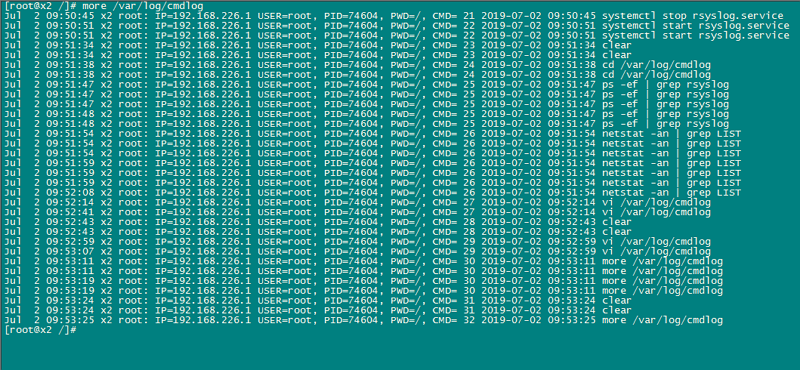 [root@x2 /]# more /var/log/cmdlog
Jul  2 09:50:45 x2 root: IP=192.168.226.1 USER=root, PID=74604, PWD=/, CMD= 21 2019-07-02 09:50:45 systemctl stop rsyslog.service
Jul  2 09:50:51 x2 root: IP=192.168.226.1 USER=root, PID=74604, PWD=/, CMD= 22 2019-07-02 09:50:51 systemctl start rsyslog.service
Jul  2 09:50:51 x2 root: IP=192.168.226.1 USER=root, PID=74604, PWD=/, CMD= 22 2019-07-02 09:50:51 systemctl start rsyslog.service
Jul  2 09:51:34 x2 root: IP=192.168.226.1 USER=root, PID=74604, PWD=/, CMD= 23 2019-07-02 09:51:34 clear
Jul  2 09:51:34 x2 root: IP=192.168.226.1 USER=root, PID=74604, PWD=/, CMD= 23 2019-07-02 09:51:34 clear
Jul  2 09:51:38 x2 root: IP=192.168.226.1 USER=root, PID=74604, PWD=/, CMD= 24 2019-07-02 09:51:38 cd /var/log/cmdlog
Jul  2 09:51:38 x2 root: IP=192.168.226.1 USER=root, PID=74604, PWD=/, CMD= 24 2019-07-02 09:51:38 cd /var/log/cmdlog
Jul  2 09:51:47 x2 root: IP=192.168.226.1 USER=root, PID=74604, PWD=/, CMD= 25 2019-07-02 09:51:47 ps -ef | grep rsyslog
Jul  2 09:51:47 x2 root: IP=192.168.226.1 USER=root, PID=74604, PWD=/, CMD= 25 2019-07-02 09:51:47 ps -ef | grep rsyslog
Jul  2 09:51:47 x2 root: IP=192.168.226.1 USER=root, PID=74604, PWD=/, CMD= 25 2019-07-02 09:51:47 ps -ef | grep rsyslog
Jul  2 09:51:48 x2 root: IP=192.168.226.1 USER=root, PID=74604, PWD=/, CMD= 25 2019-07-02 09:51:47 ps -ef | grep rsyslog
Jul  2 09:51:48 x2 root: IP=192.168.226.1 USER=root, PID=74604, PWD=/, CMD= 25 2019-07-02 09:51:47 ps -ef | grep rsyslog
Jul  2 09:51:54 x2 root: IP=192.168.226.1 USER=root, PID=74604, PWD=/, CMD= 26 2019-07-02 09:51:54 netstat -an | grep LIST
Jul  2 09:51:54 x2 root: IP=192.168.226.1 USER=root, PID=74604, PWD=/, CMD= 26 2019-07-02 09:51:54 netstat -an | grep LIST
Jul  2 09:51:54 x2 root: IP=192.168.226.1 USER=root, PID=74604, PWD=/, CMD= 26 2019-07-02 09:51:54 netstat -an | grep LIST
Jul  2 09:51:59 x2 root: IP=192.168.226.1 USER=root, PID=74604, PWD=/, CMD= 26 2019-07-02 09:51:54 netstat -an | grep LIST
Jul  2 09:51:59 x2 root: IP=192.168.226.1 USER=root, PID=74604, PWD=/, CMD= 26 2019-07-02 09:51:54 netstat -an | grep LIST
Jul  2 09:51:59 x2 root: IP=192.168.226.1 USER=root, PID=74604, PWD=/, CMD= 26 2019-07-02 09:51:54 netstat -an | grep LIST
Jul  2 09:52:08 x2 root: IP=192.168.226.1 USER=root, PID=74604, PWD=/, CMD= 26 2019-07-02 09:51:54 netstat -an | grep LIST
Jul  2 09:52:14 x2 root: IP=192.168.226.1 USER=root, PID=74604, PWD=/, CMD= 27 2019-07-02 09:52:14 vi /var/log/cmdlog
Jul  2 09:52:41 x2 root: IP=192.168.226.1 USER=root, PID=74604, PWD=/, CMD= 27 2019-07-02 09:52:14 vi /var/log/cmdlog
Jul  2 09:52:43 x2 root: IP=192.168.226.1 USER=root, PID=74604, PWD=/, CMD= 28 2019-07-02 09:52:43 clear
Jul  2 09:52:43 x2 root: IP=192.168.226.1 USER=root, PID=74604, PWD=/, CMD= 28 2019-07-02 09:52:43 clear
Jul  2 09:52:59 x2 root: IP=192.168.226.1 USER=root, PID=74604, PWD=/, CMD= 29 2019-07-02 09:52:59 vi /var/log/cmdlog
Jul  2 09:53:07 x2 root: IP=192.168.226.1 USER=root, PID=74604, PWD=/, CMD= 29 2019-07-02 09:52:59 vi /var/log/cmdlog
Jul  2 09:53:11 x2 root: IP=192.168.226.1 USER=root, PID=74604, PWD=/, CMD= 30 2019-07-02 09:53:11 more /var/log/cmdlog
Jul  2 09:53:11 x2 root: IP=192.168.226.1 USER=root, PID=74604, PWD=/, CMD= 30 2019-07-02 09:53:11 more /var/log/cmdlog
Jul  2 09:53:19 x2 root: IP=192.168.226.1 USER=root, PID=74604, PWD=/, CMD= 30 2019-07-02 09:53:11 more /var/log/cmdlog
Jul  2 09:53:19 x2 root: IP=192.168.226.1 USER=root, PID=74604, PWD=/, CMD= 30 2019-07-02 09:53:11 more /var/log/cmdlog
Jul  2 09:53:24 x2 root: IP=192.168.226.1 USER=root, PID=74604, PWD=/, CMD= 31 2019-07-02 09:53:24 clear
Jul  2 09:53:24 x2 root: IP=192.168.226.1 USER=root, PID=74604, PWD=/, CMD= 31 2019-07-02 09:53:24 clear
Jul  2 09:53:25 x2 root: IP=192.168.226.1 USER=root, PID=74604, PWD=/, CMD= 32 2019-07-02 09:53:25 more /var/log/cmdlog
[root@x2 /]#